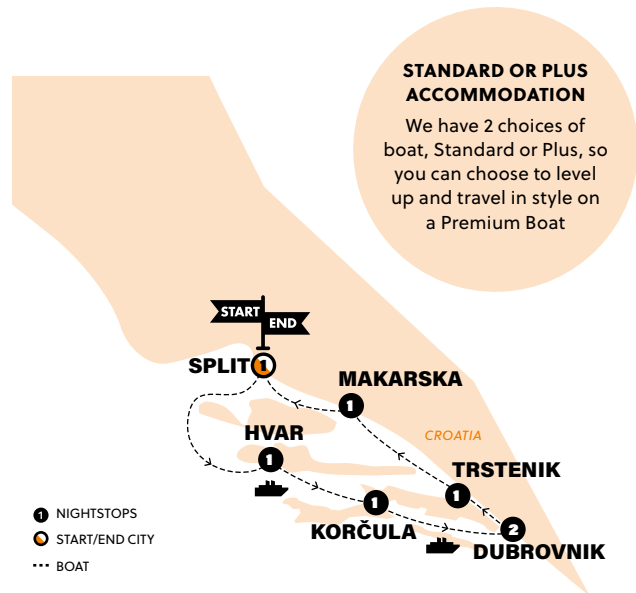 STANDARD OR PLUS
ACCOMMODATION
We have 2 choices of
boat, Standard or Plus, so
you can choose to level
up and travel in style on
a Premium Boat
START
END
SPLIT
1
MAKARSKA
1
CROATIA
HVAR
1
TRSTENIK
1
KORČULA
1
DUBROVNIK
2
1 NIGHTSTOPS
START/END CITY
BOAT